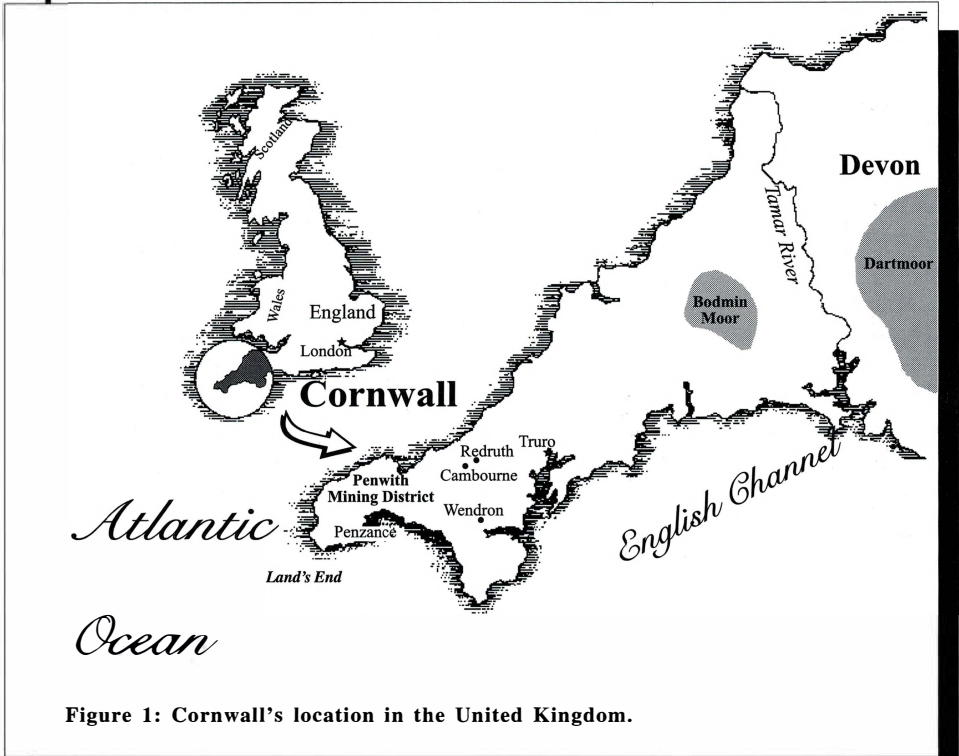 Scotland
Wales
England
London
Cornwall
Devon
Tamar River
Dartmoor
Bodmin
Moor
Truro
Redruth
Cambourne
Penwith
Mining District
Wendron
Penzance
Land's End
Atlantic
Ocean
English Channel
Figure 1: Cornwall's location in the United Kingdom.